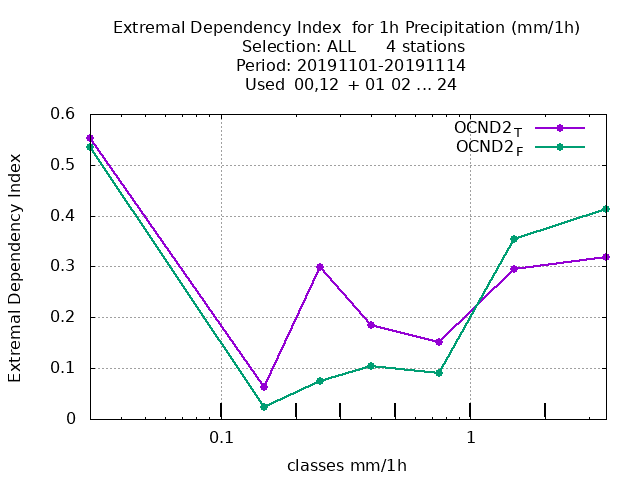 Extremal Dependency Index  for 1h Precipitation (mm/1h)
Selection: ALL      4 stations
Period: 20191101-20191114
Used  00,12  + 01 02 ... 24
OCND2_T
OCND2_F
0.6
0.5
0.4
0.3
0.2
0.1
0
Extremal Dependency Index
0.1 1
classes mm/1h